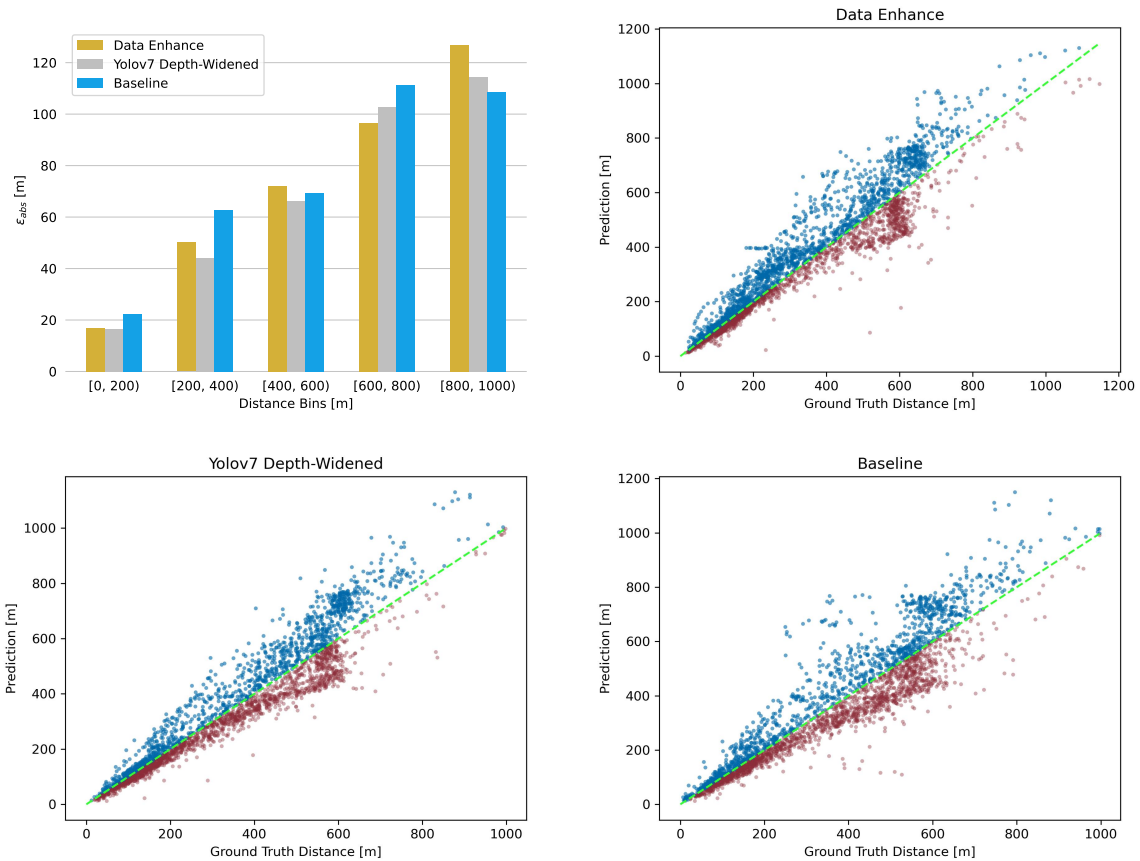 Data Enhance
Yolov7 Depth-Widened
Baseline
120
100
80
60
40
20
0
ε_abs [m]
[0, 200) [200, 400) [400, 600) [600, 800) [800, 1000)
Distance Bins [m]
Data Enhance
1200
1000
800
600
400
200
0
Prediction [m]
0 200 400 600 800 1000 1200
Ground Truth Distance [m]
Yolov7 Depth-Widened
1000
800
600
400
200
0
Prediction [m]
0 200 400 600 800 1000
Ground Truth Distance [m]
Baseline
1200
1000
800
600
400
200
0
Prediction [m]
0 200 400 600 800 1000
Ground Truth Distance [m]